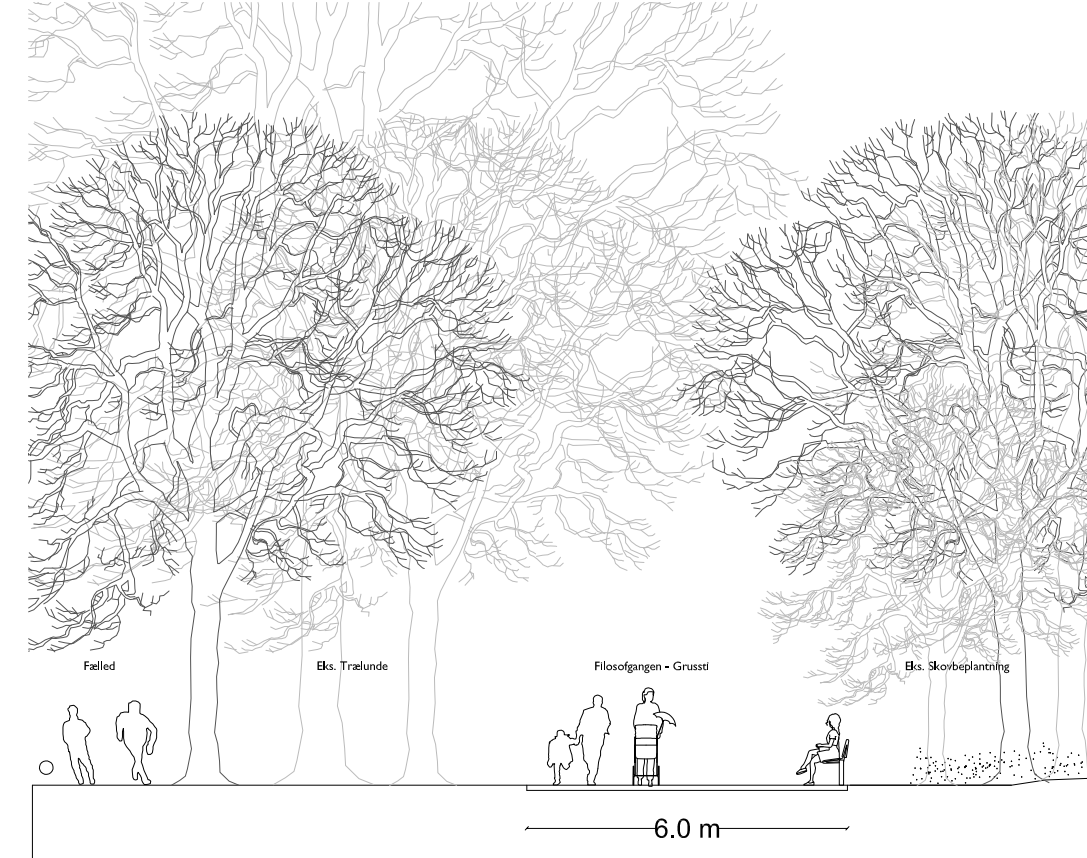 Fælled
Eks. Trælunde
Filosofgangen - Grussti
Eks. Skovbeplantning
6.0 m